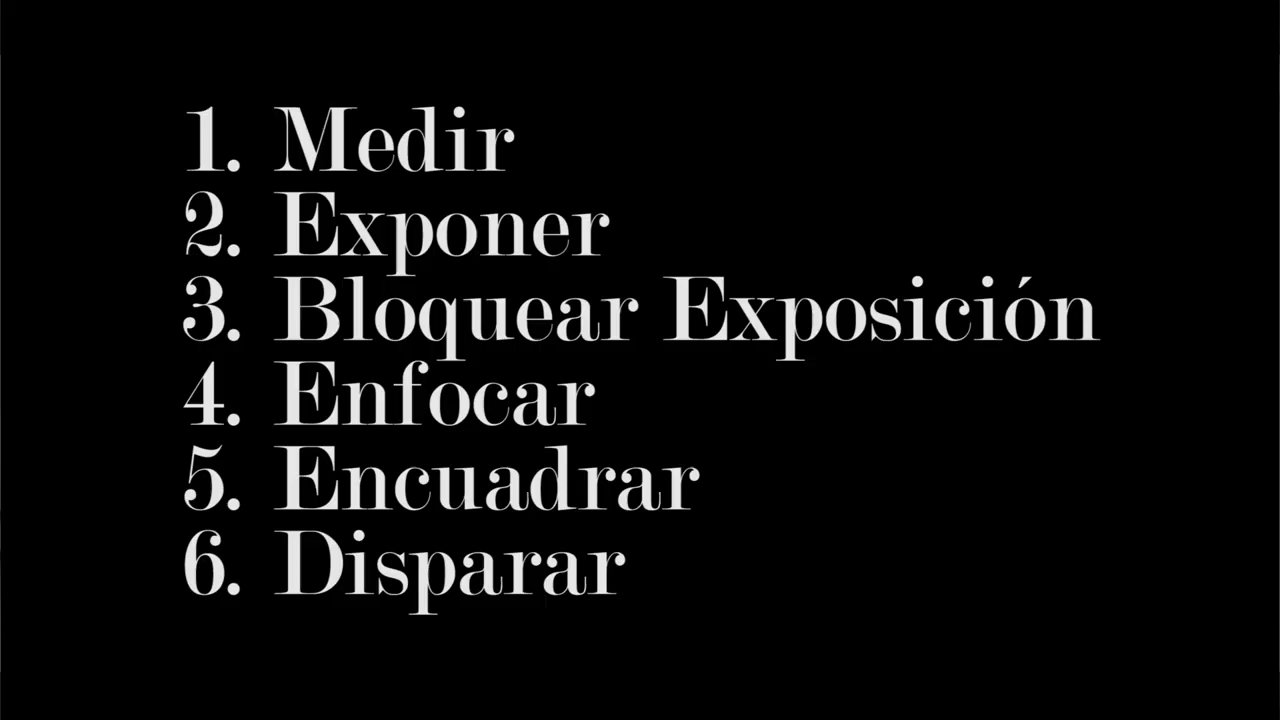 1. Medir
2. Exponer
3. Bloquear Exposición
4. Enfocar
5. Encuadrar
6. Disparar